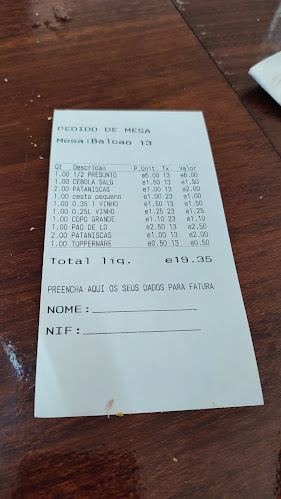 PEDIDO DE MESA
Mesa:Balcao 13
Qt Descricao P.Unit. Tx Valor
1.00 1/2 PRESUNTO €6.00 13 €6.00
1.00 CEBOLA SALG €1.50 13 €1.50
2.00 PATANISCAS €1.00 13 €2.00
1.00 cesto pequeno €1.00 23 €1.00
1.00 0.35 l VINHO €1.50 13 €1.50
1.00 0.25L VINHO €1.25 23 €1.25
1.00 COPO GRANDE €1.10 23 €1.10
1.00 PAO DE LO €2.50 13 €2.50
2.00 PATANISCAS €1.00 13 €2.00
1.00 TUPPERWARE €0.50 13 €0.50
Total liq. €19.35
PREENCHA AQUI OS SEUS DADOS PARA FATURA
NOME:
NIF: